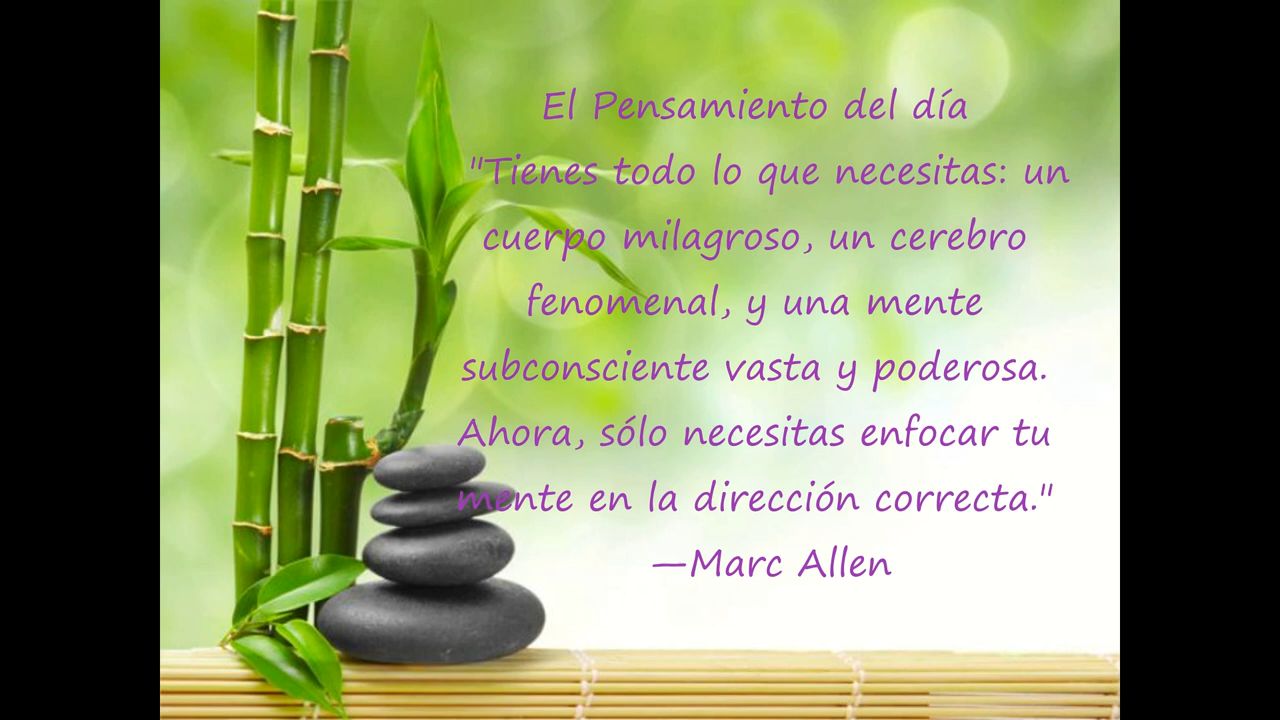 El Pensamiento del día
"Tienes todo lo que necesitas: un
cuerpo milagroso, un cerebro
fenomenal, y una mente
subconsciente vasta y poderosa.
Ahora, sólo necesitas enfocar tu
mente en la dirección correcta."
—Marc Allen